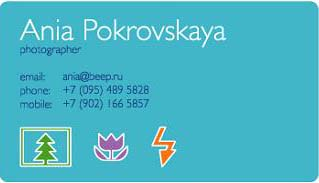 Ania Pokrovskaya
photographer
email: ania@beep.ru
phone: +7 (095) 489 5828
mobile: +7 (902) 166 5857